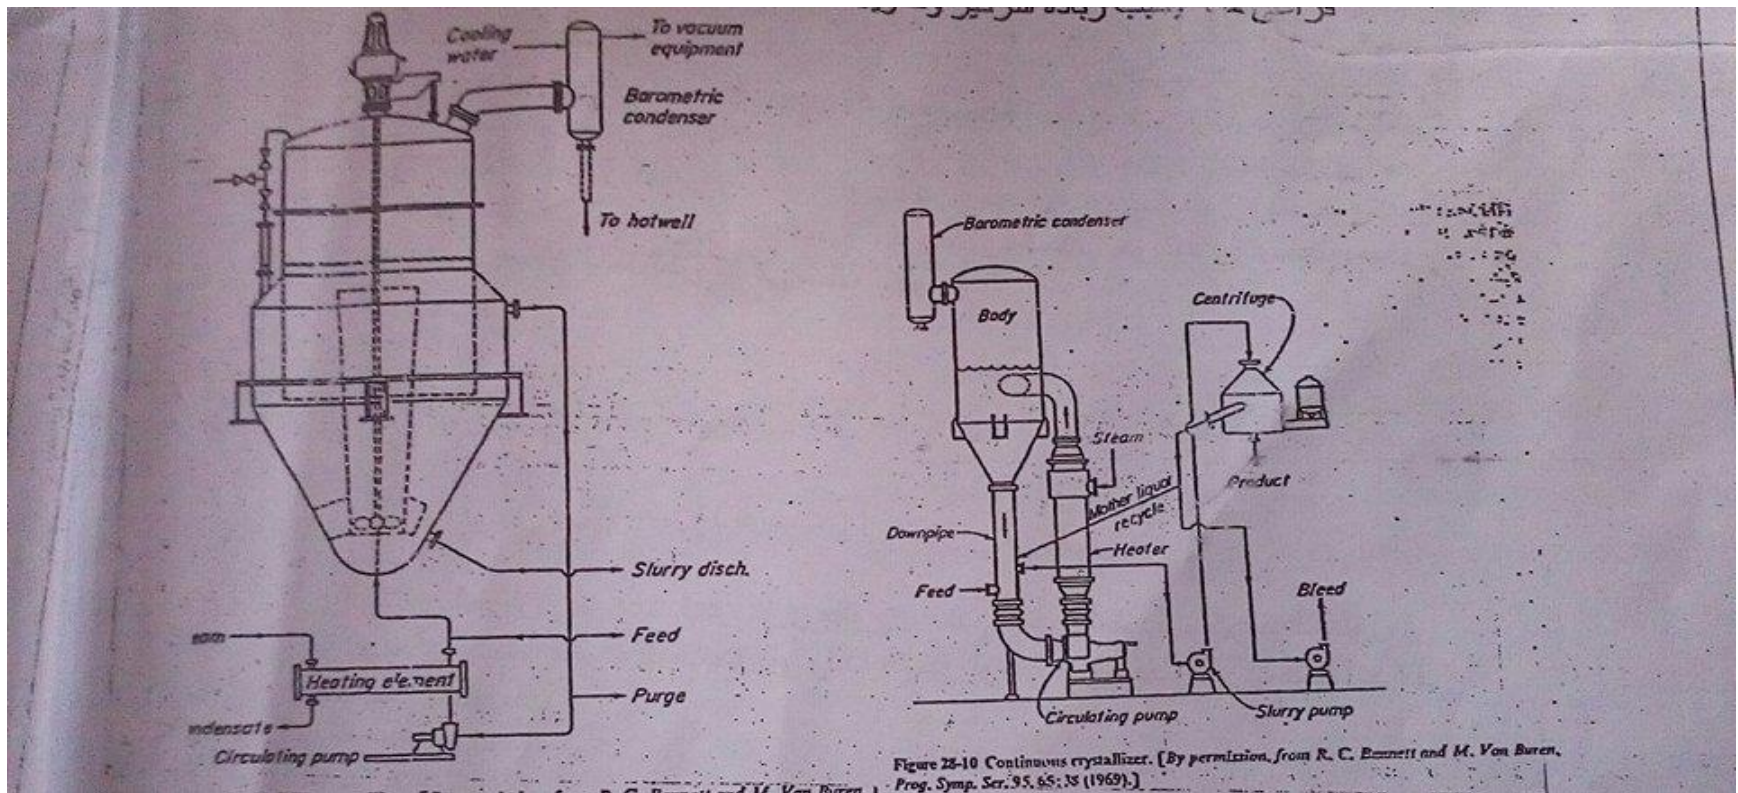 Cooling
water
To vacuum
equipment
Barometric
condenser
To hotwell
Slurry disch.
Feed
Heating element
Purge
Circulating pump
Barometric condenser
Body
Centrifuge
Steam
Product
Mother liquor
recycle
Downpipe
Heater
Feed
Bleed
Circulating pump
Slurry pump
Figure 28-10 Continuous crystallizer. [By permission, from R. C. Bennett and M. Van Buren,
Prog. Symp. Ser. 95, 65: 38 (1969).]